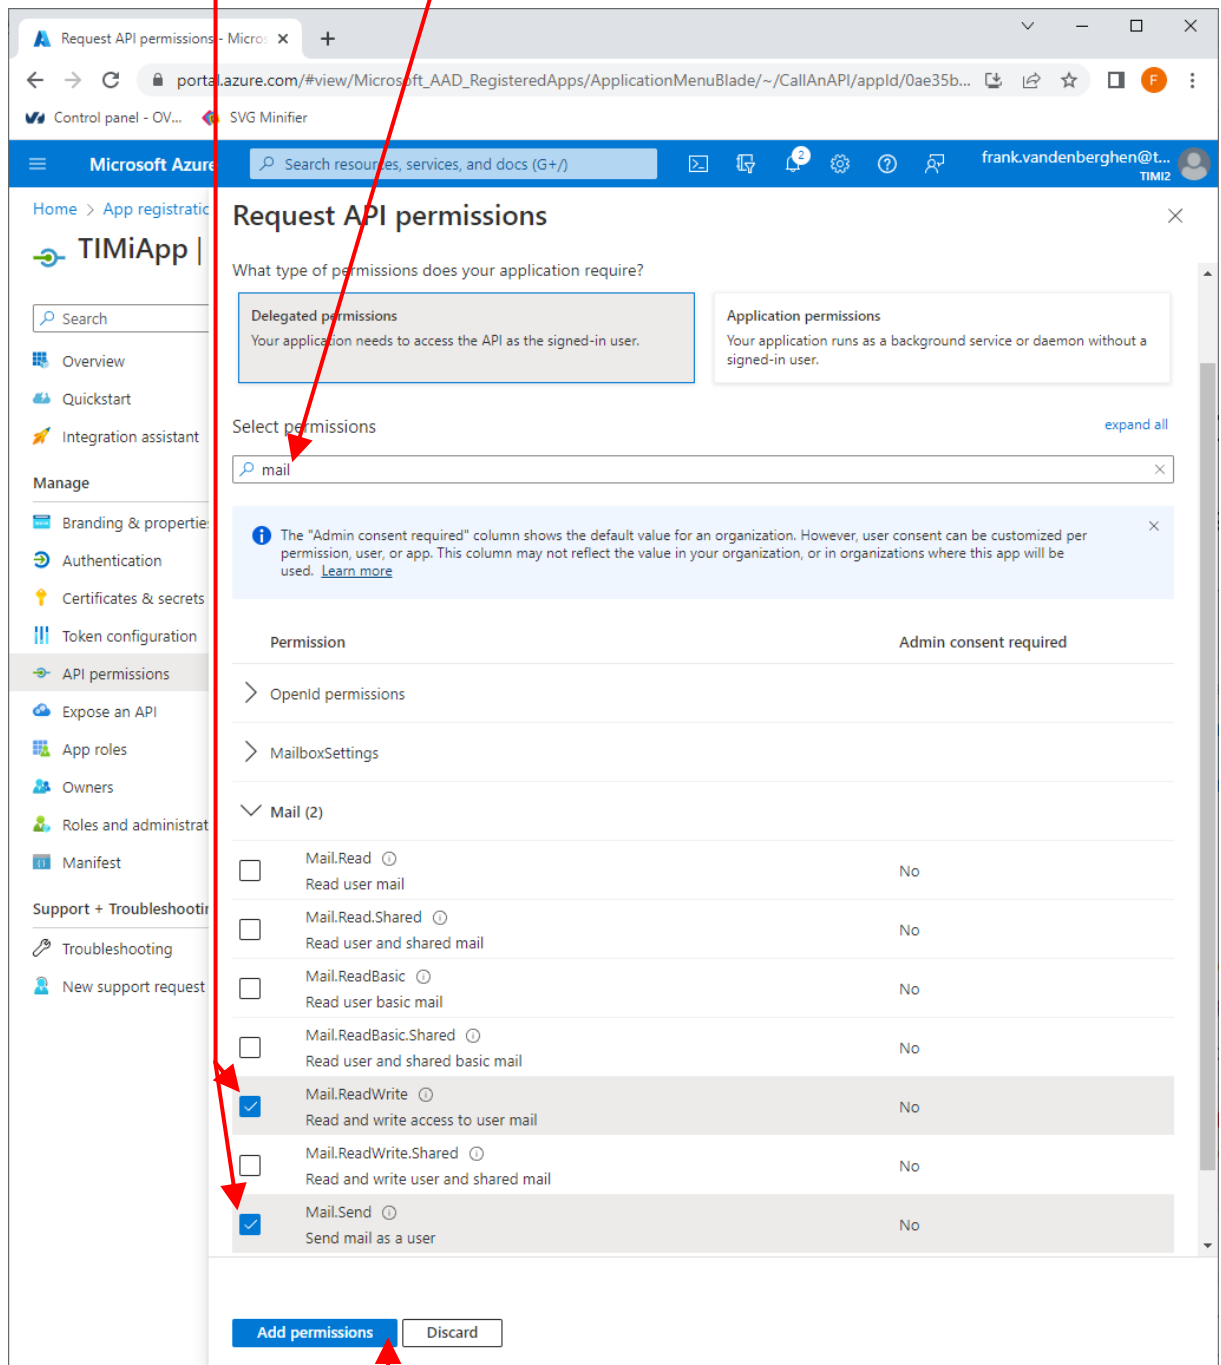 Request API permissions - Micros
portal.azure.com/#view/Microsoft_AAD_RegisteredApps/ApplicationMenuBlade/~/CallAnAPI/appId/0ae35b...
F
Control panel - OV...
SVG Minifier
Microsoft Azure
Search resources, services, and docs (G+/)
2
frank.vandenberghen@t...
TIMI2
Home > App registratic
TIMiApp |
Search
Overview
Quickstart
Integration assistant
Manage
Branding & propertie
Authentication
Certificates & secrets
Token configuration
API permissions
Expose an API
App roles
Owners
Roles and administrat
Manifest
Support + Troubleshootir
Troubleshooting
New support request
Request API permissions
What type of permissions does your application require?
Delegated permissions
Your application needs to access the API as the signed-in user.
Application permissions
Your application runs as a background service or daemon without a
signed-in user.
Select permissions
expand all
mail
The "Admin consent required" column shows the default value for an organization. However, user consent can be customized per
permission, user, or app. This column may not reflect the value in your organization, or in organizations where this app will be
used. Learn more
Permission
Admin consent required
OpenId permissions
MailboxSettings
Mail (2)
Mail.Read
Read user mail
No
Mail.Read.Shared
Read user and shared mail
No
Mail.ReadBasic
Read user basic mail
No
Mail.ReadBasic.Shared
Read user and shared basic mail
No
Mail.ReadWrite
Read and write access to user mail
No
Mail.ReadWrite.Shared
Read and write user and shared mail
No
Mail.Send
Send mail as a user
No
Add permissions
Discard